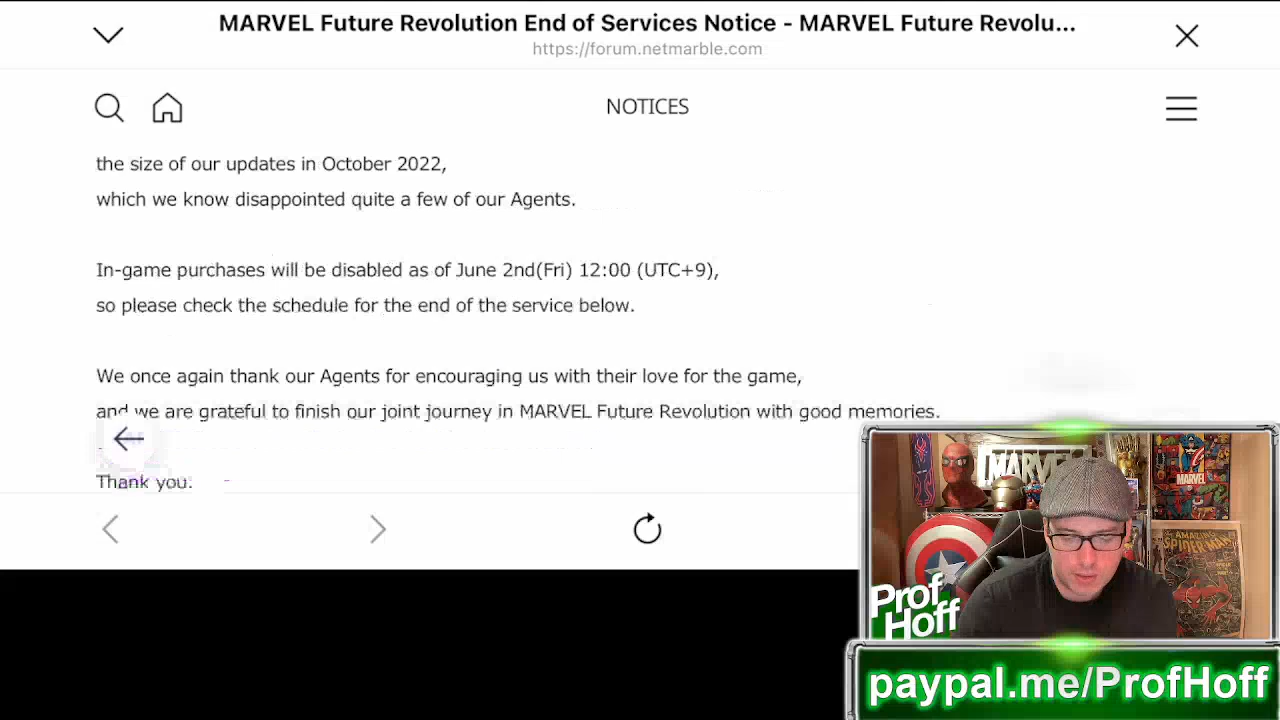 MARVEL Future Revolution End of Services Notice - MARVEL Future Revolu...
https://forum.netmarble.com
NOTICES
the size of our updates in October 2022,
which we know disappointed quite a few of our Agents.
In-game purchases will be disabled as of June 2nd(Fri) 12:00 (UTC+9),
so please check the schedule for the end of the service below.
We once again thank our Agents for encouraging us with their love for the game,
and we are grateful to finish our joint journey in MARVEL Future Revolution with good memories.
Thank you.
MARVEL
MARVEL
AMAZING
SPIDER-MAN
Prof
Hoff
paypal.me/ProfHoff